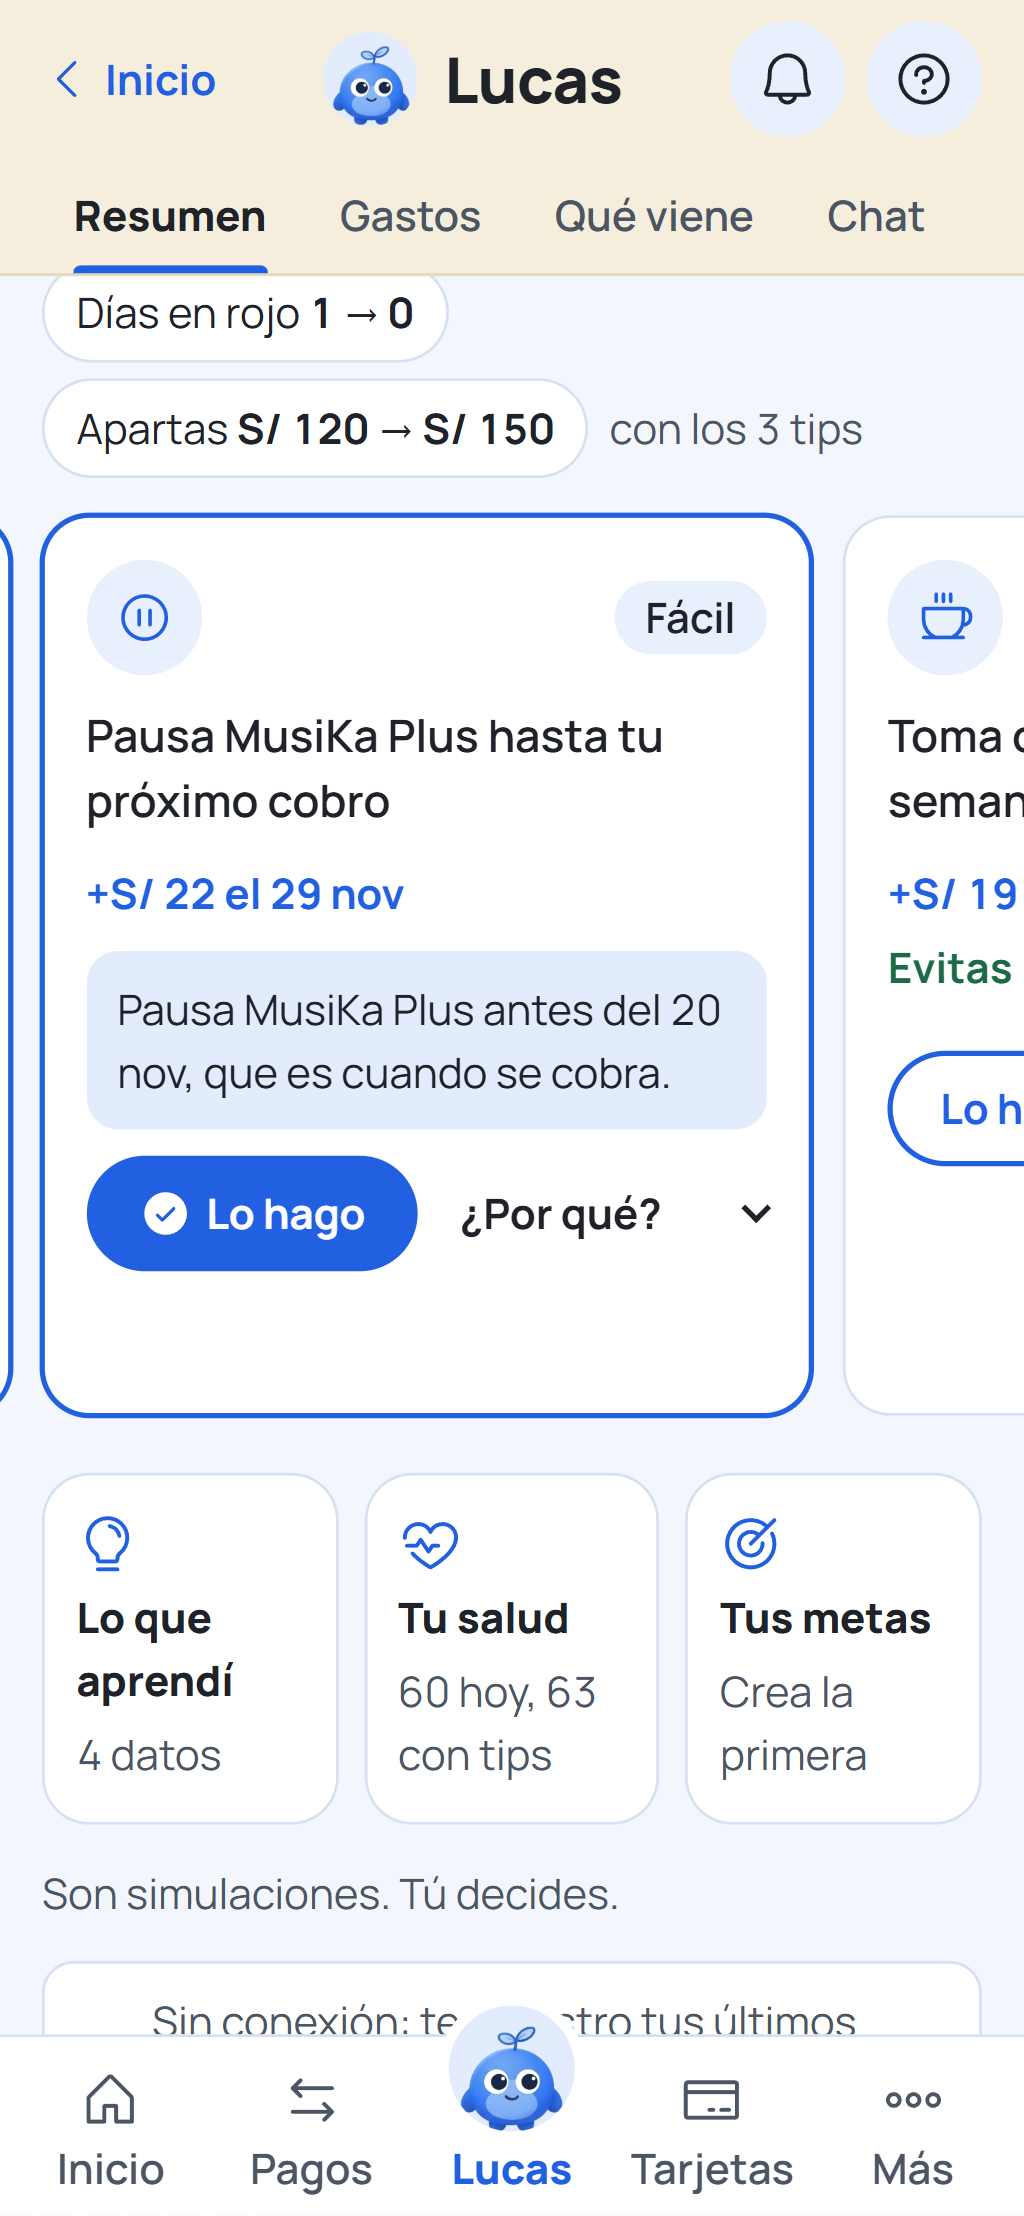 Inicio
Lucas
Resumen
Gastos
Qué viene
Chat
Días en rojo 1 → 0
Apartas S/ 120 → S/ 150
con los 3 tips
Fácil
Pausa MusiKa Plus hasta tu
próximo cobro
+S/ 22 el 29 nov
Pausa MusiKa Plus antes del 20
nov, que es cuando se cobra.
Lo hago
¿Por qué?
Toma
+S/ 19
Evitas
Lo
Lo que
aprendí
4 datos
Tu salud
60 hoy, 63
con tips
Tus metas
Crea la
primera
Son simulaciones. Tú decides.
Sin conexión: tus últimos
Inicio
Pagos
Lucas
Tarjetas
Más